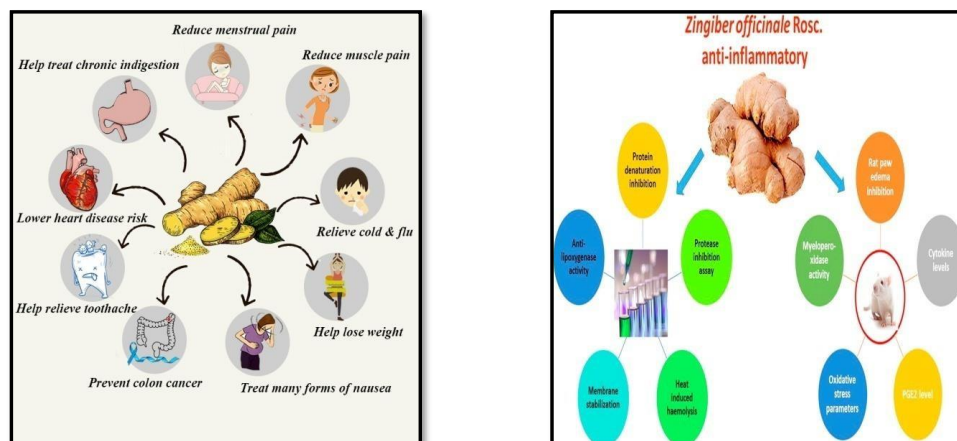 Reduce menstrual pain
Reduce muscle pain
Help treat chronic indigestion
Lower heart disease risk
Relieve cold & flu
Help relieve toothache
Help lose weight
Prevent colon cancer
Treat many forms of nausea
Zingiber officinale Rosc.
anti-inflammatory
Protein
denaturation
inhibition
Anti-
lipoxygenase
activity
Protease
inhibition
assay
Membrane
stabilization
Heat
induced
haemolysis
Rat paw
edema
inhibition
Myelopero-
xidase
activity
Cytokine
levels
Oxidative
stress
parameters
PGE2 level